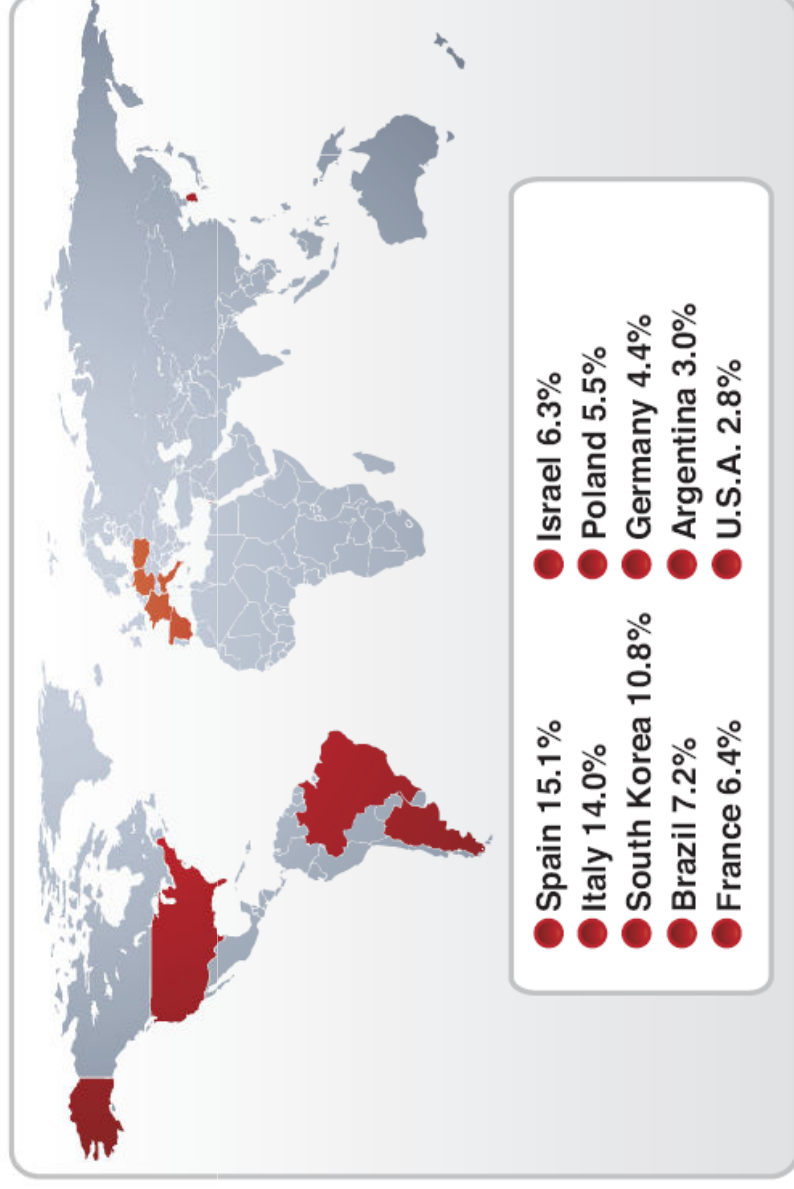 Spain 15.1%
Italy 14.0%
South Korea 10.8%
Brazil 7.2%
France 6.4%
Israel 6.3%
Poland 5.5%
Germany 4.4%
Argentina 3.0%
U.S.A. 2.8%